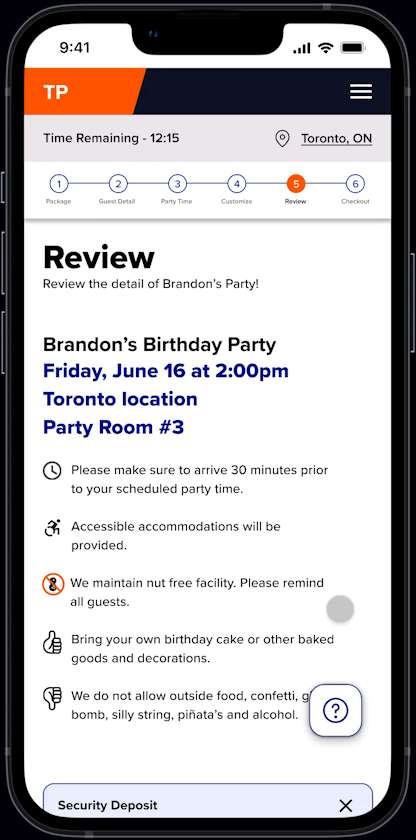 9:41
TP
Time Remaining - 12:15
Toronto, ON
1 2 3 4 5 6
Package Guest Detail Party Time Customize Review Checkout
Review
Review the detail of Brandon's Party!
Brandon's Birthday Party
Friday, June 16 at 2:00pm
Toronto location
Party Room #3
Please make sure to arrive 30 minutes prior
to your scheduled party time.
Accessible accommodations will be
provided.
We maintain nut free facility. Please remind
all guests.
Bring your own birthday cake or other baked
goods and decorations.
We do not allow outside food, confetti,
bomb, silly string, piñata's and alcohol.
?
Security Deposit